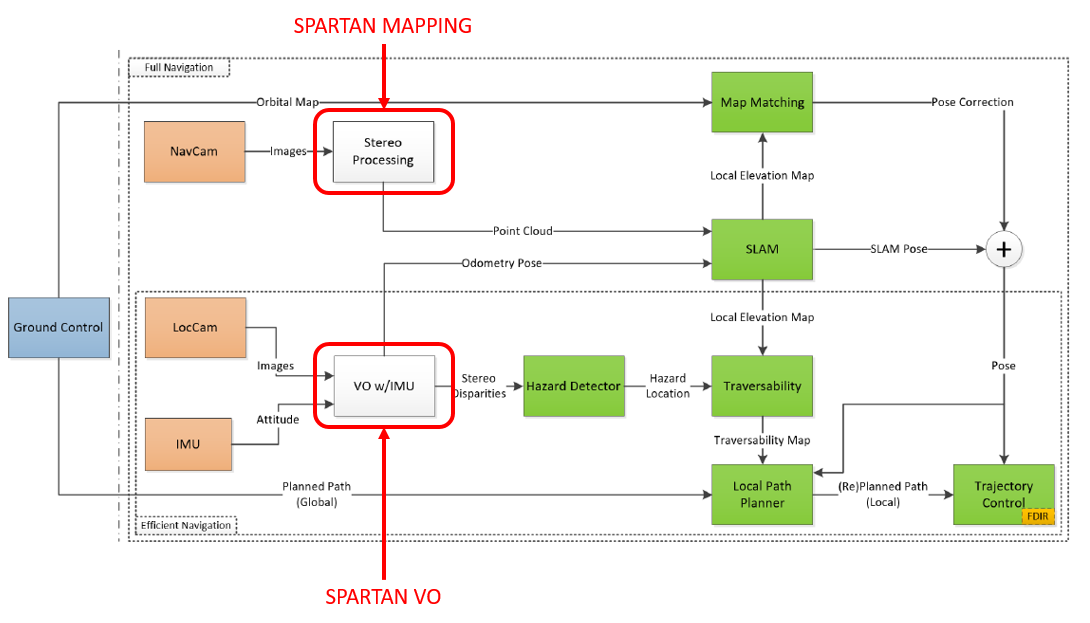 SPARTAN MAPPING
Full Navigation
Orbital Map
Map Matching
Pose Correction
NavCam
Images
Stereo
Processing
Local Elevation Map
Point Cloud
SLAM
SLAM Pose
+
Odometry Pose
Ground Control
LocCam
Local Elevation Map
Images
VO w/IMU
Stereo
Disparities
Hazard Detector
Hazard
Location
Traversability
Pose
Attitude
IMU
Traversability Map
Planned Path
(Global)
Local Path
Planner
(Re)Planned Path
(Local)
Trajectory
Control
FDIR
Efficient Navigation
SPARTAN VO